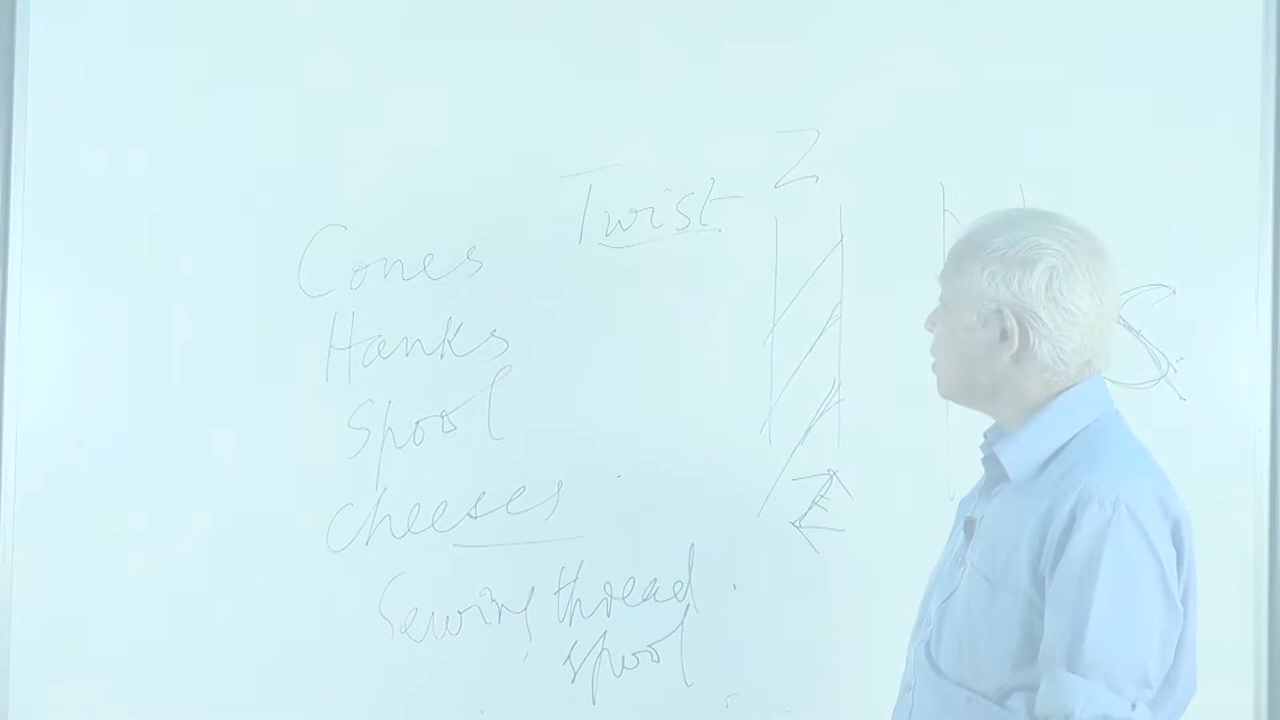 Z
Twist
Cones
Hanks
Spool
S
cheeses
Z
Sewing thread
spool